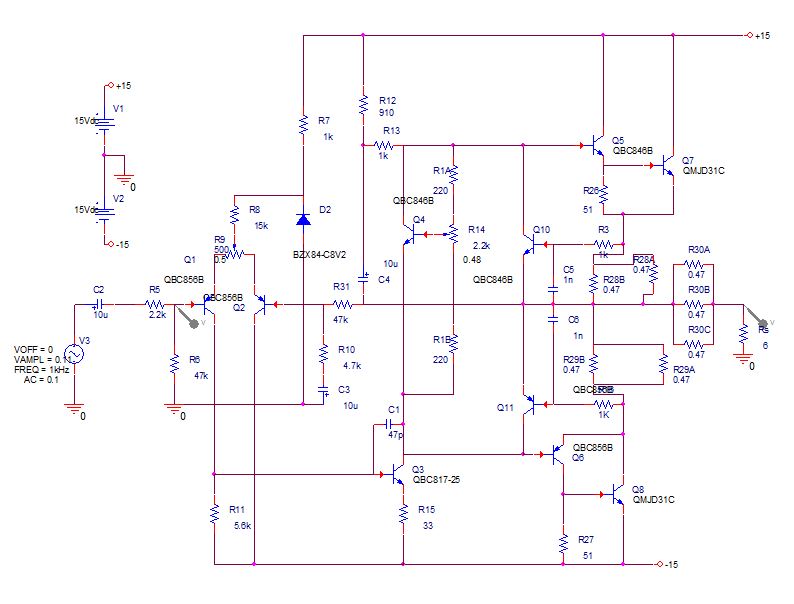 +15
+15
V1
15Vdc
0
V2
15Vdc
-15
R12
910
R7
1k
R13
1k
Q5
QBC846B
Q7
QMJD31C
R1A
220
R26
51
QBC846B
Q4
R14
2.2k
0.48
R8
15k
D2
BZX84-C8V2
R9
500
0.5
Q10
QBC846B
R3
1k
R28A
0.47
R28B
0.47
R30A
0.47
R30B
0.47
R30C
0.47
Q1
QBC856B
QBC856B
Q2
10u
C4
C5
1n
C6
1n
C2
10u
R5
2.2k
V
R31
47k
V
Rs
6
0
V3
VOFF = 0
VAMPL = 0.11
FREQ = 1kHz
AC = 0.1
0
R6
47k
0
R10
4.7k
C3
10u
R1B
220
R29B
0.47
R29A
0.47
QBC856B
1K
Q11
C1
47p
QBC856B
Q6
Q3
QBC817-25
Q8
QMJD31C
R11
5.6k
R15
33
R27
51
-15